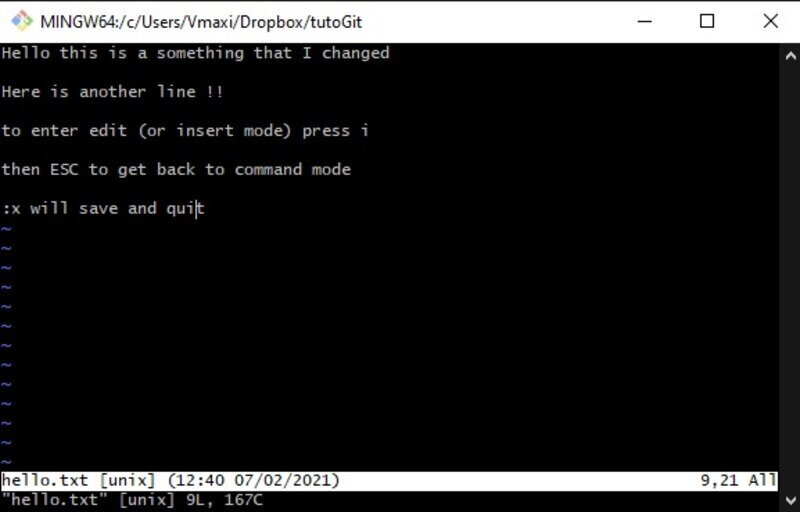 MINGW64:/c/Users/Vmaxi/Dropbox/tutoGit
Hello this is a something that I changed
Here is another line !!
to enter edit (or insert mode) press i
then ESC to get back to command mode
:x will save and quit
~
~
~
~
~
~
~
~
~
~
~
~
~
hello.txt [unix] (12:40 07/02/2021) 9,21 All
"hello.txt" [unix] 9L, 167C